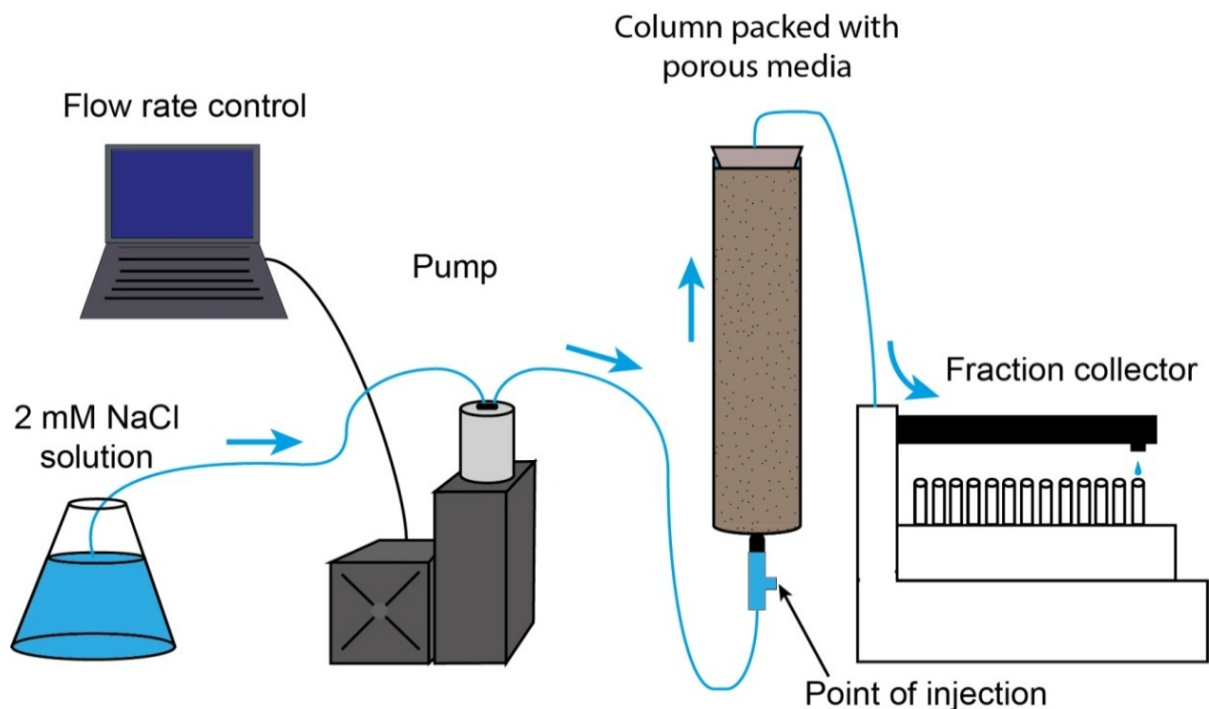 Column packed with
porous media
Flow rate control
Pump
2 mM NaCl
solution
Fraction collector
Point of injection